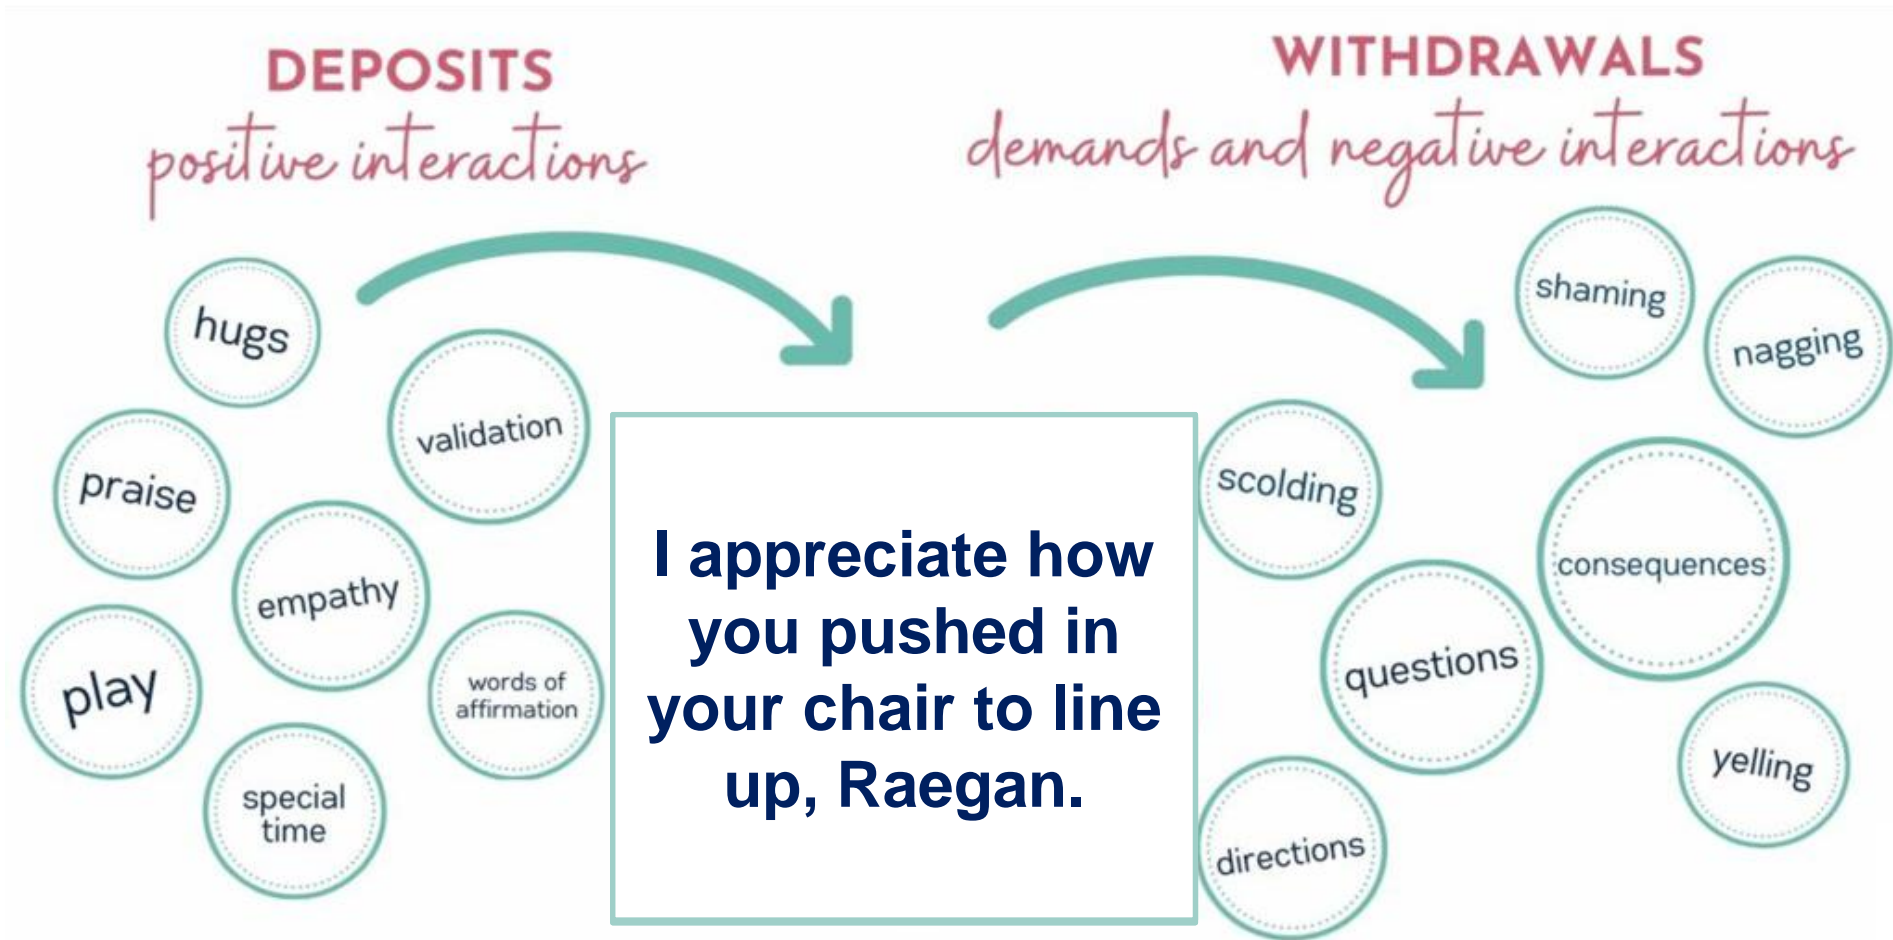 DEPOSITS
positive interactions
hugs
validation
praise
empathy
play
words of
affirmation
special
time
I appreciate how
you pushed in
your chair to line
up, Raegan.
WITHDRAWALS
demands and negative interactions
shaming
nagging
scolding
consequences
questions
yelling
directions